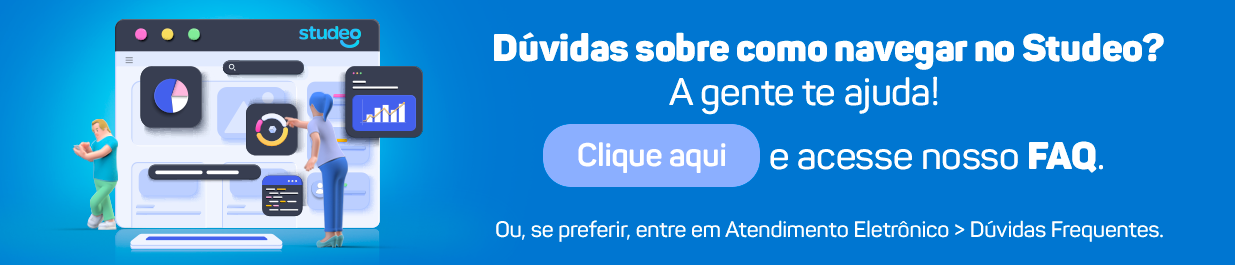 studeo
Dúvidas sobre como navegar no Studeo?
A gente te ajuda!
Clique aqui e acesse nosso FAQ.
Ou, se preferir, entre em Atendimento Eletrônico > Dúvidas Frequentes.